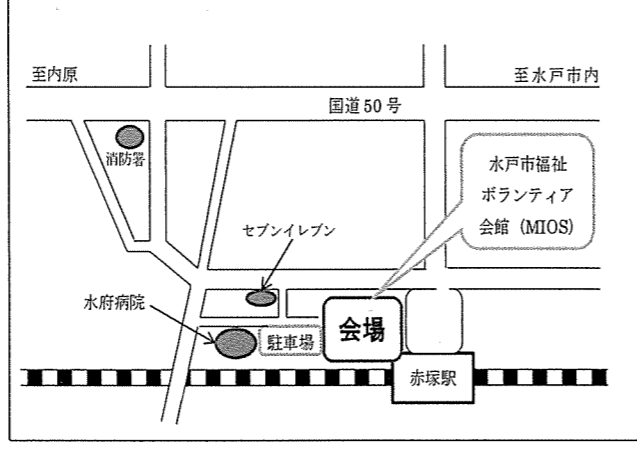 至内原
至水戸市内
国道50号
消防署
水戸市福祉
ボランティア
会館（MIOS）
セブンイレブン
水府病院
駐車場
会場
赤塚駅